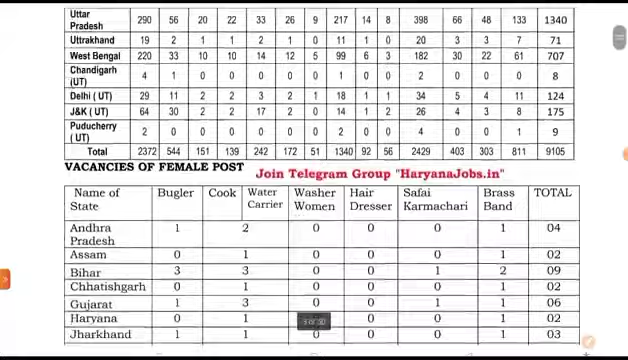 Uttar Pradesh 290 56 20 22 33 26 9 217 14 8 398 66 48 133 1340
Uttrakhand 19 2 1 1 2 1 0 11 1 0 20 3 3 7 71
West Bengal 220 33 10 10 14 12 5 99 6 3 182 30 22 61 707
Chandigarh (UT) 4 1 0 0 0 0 0 1 0 0 2 0 0 0 8
Delhi ( UT) 29 11 2 2 3 2 1 18 1 1 34 5 4 11 124
J&K ( UT) 64 30 2 2 17 2 0 14 1 2 26 4 3 8 175
Puducherry ( UT) 2 0 0 0 0 0 0 2 0 0 4 0 0 1 9
Total 2372 544 151 139 242 172 51 1340 92 56 2429 403 303 811 9105
VACANCIES OF FEMALE POST
Join Telegram Group "HaryanaJobs.in"
Name of State Bugler Cook Water Carrier Washer Women Hair Dresser Safai Karmachari Brass Band TOTAL
Andhra Pradesh 1 2 0 0 0 1 04
Assam 0 1 0 0 0 1 02
Bihar 3 3 0 0 1 2 09
Chhatishgarh 0 1 0 0 0 1 02
Gujarat 1 3 0 0 1 1 06
Haryana 0 1 0 0 1 02
Jharkhand 1 1 0 0 0 1 03